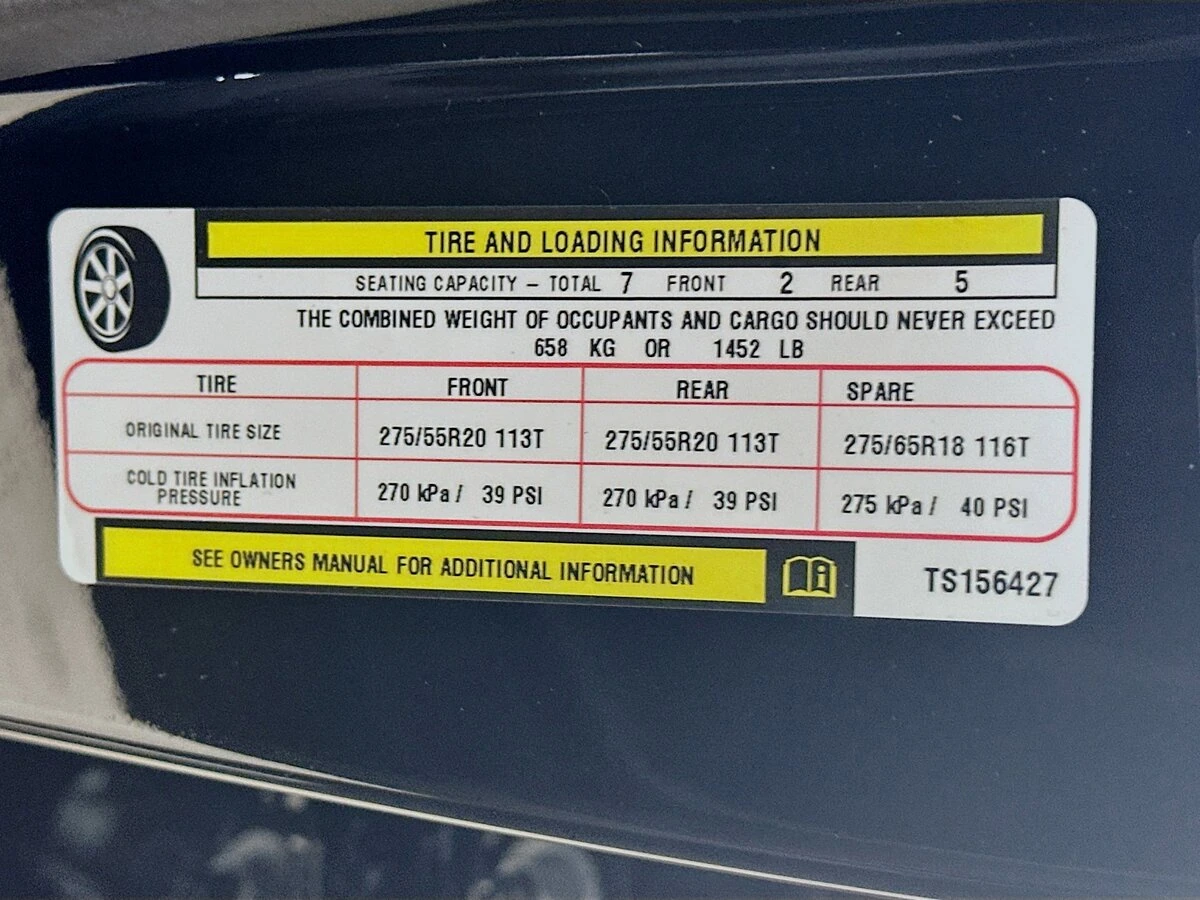 TIRE AND LOADING INFORMATION
SEATING CAPACITY – TOTAL 7 FRONT 2 REAR 5
THE COMBINED WEIGHT OF OCCUPANTS AND CARGO SHOULD NEVER EXCEED
658 KG OR 1452 LB
TIRE FRONT REAR SPARE
ORIGINAL TIRE SIZE 275/55R20 113T 275/55R20 113T 275/65R18 116T
COLD TIRE INFLATION
PRESSURE 270 kPa / 39 PSI 270 kPa / 39 PSI 275 kPa / 40 PSI
SEE OWNERS MANUAL FOR ADDITIONAL INFORMATION
TS156427